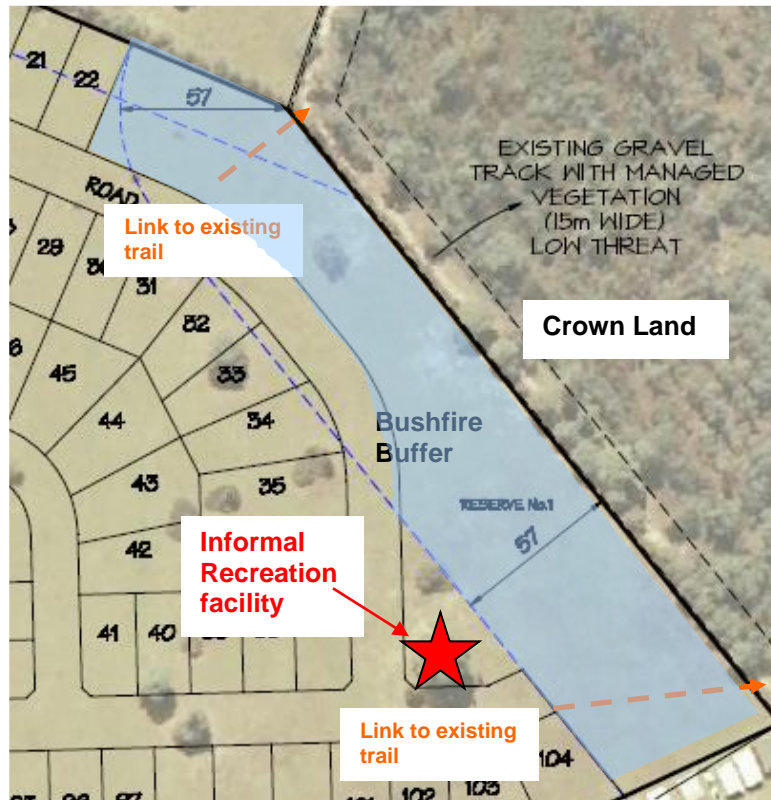 21
22
57
EXISTING GRAVEL
TRACK WITH MANAGED
VEGETATION
(15m WIDE)
LOW THREAT
ROAD
Link to existing
trail
29
31
32
Crown Land
33
45
44
34
Bushfire
Buffer
43
35
RESERVE No.1
57
42
Informal
Recreation
facility
41
40
Link to existing
trail
104
103
102